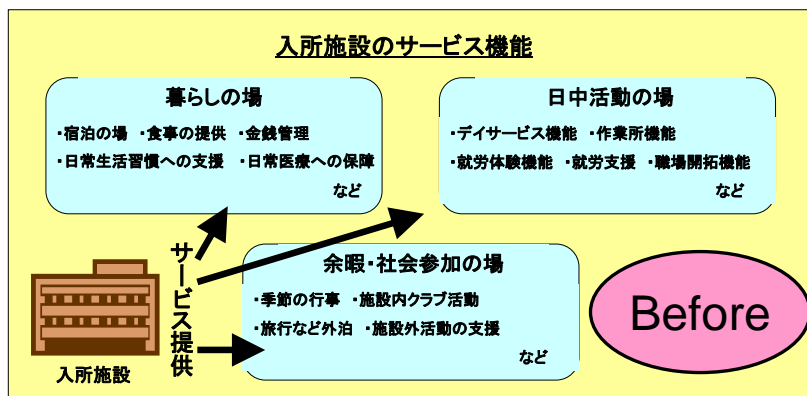 入所施設のサービス機能
暮らしの場
・宿泊の場 ・食事の提供 ・金銭管理
・日常生活習慣への支援 ・日常医療への保障
など
日中活動の場
・デイサービス機能 ・作業所機能
・就労体験機能 ・就労支援 ・職場開拓機能
など
サービス提供
余暇・社会参加の場
・季節の行事 ・施設内クラブ活動
・旅行など外泊 ・施設外活動の支援
など
入所施設
Before